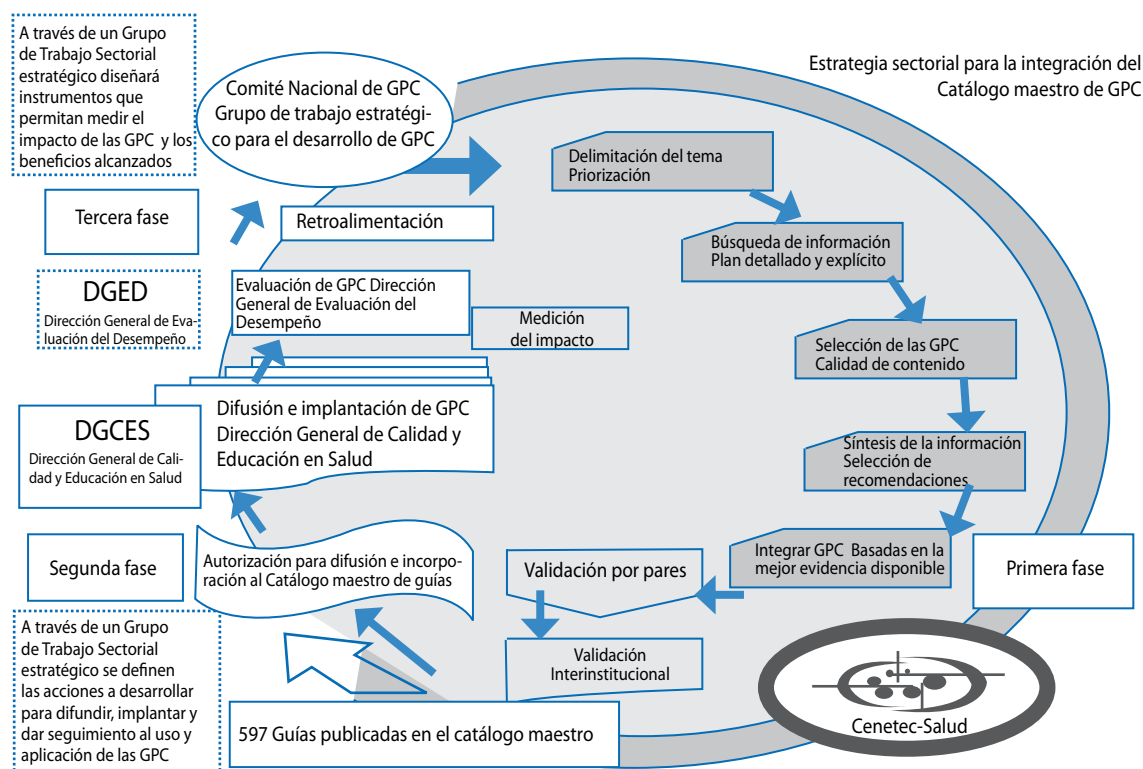 A través de un Grupo
de Trabajo Sectorial
estratégico diseñará
instrumentos que
permitan medir el
impacto de las GPC y los
beneficios alcanzados
Comité Nacional de GPC
Grupo de trabajo estratégi-
co para el desarrollo de GPC
Estrategia sectorial para la integración del
Catálogo maestro de GPC
Delimitación del tema
Priorización
Búsqueda de información
Plan detallado y explícito
Selección de las GPC
Calidad de contenido
Síntesis de la información
Selección de
recomendaciones
Integrar GPC Basadas en la
mejor evidencia disponible
Primera fase
Validación por pares
Validación
Interinstitucional
Cenetec-Salud
597 Guías publicadas en el catálogo maestro
Autorización para difusión e incorpo-
ración al Catálogo maestro de guías
Segunda fase
A través de un Grupo
de Trabajo Sectorial
estratégico se definen
las acciones a desarrollar
para difundir, implantar y
dar seguimiento al uso y
aplicación de las GPC
DGCES
Dirección General de Cali-
dad y Educación en Salud
Difusión e implantación de GPC
Dirección General de Calidad y
Educación en Salud
DGED
Dirección General de Eva-
luación del Desempeño
Evaluación de GPC Dirección
General de Evaluación del
Desempeño
Medición
del impacto
Tercera fase
Retroalimentación